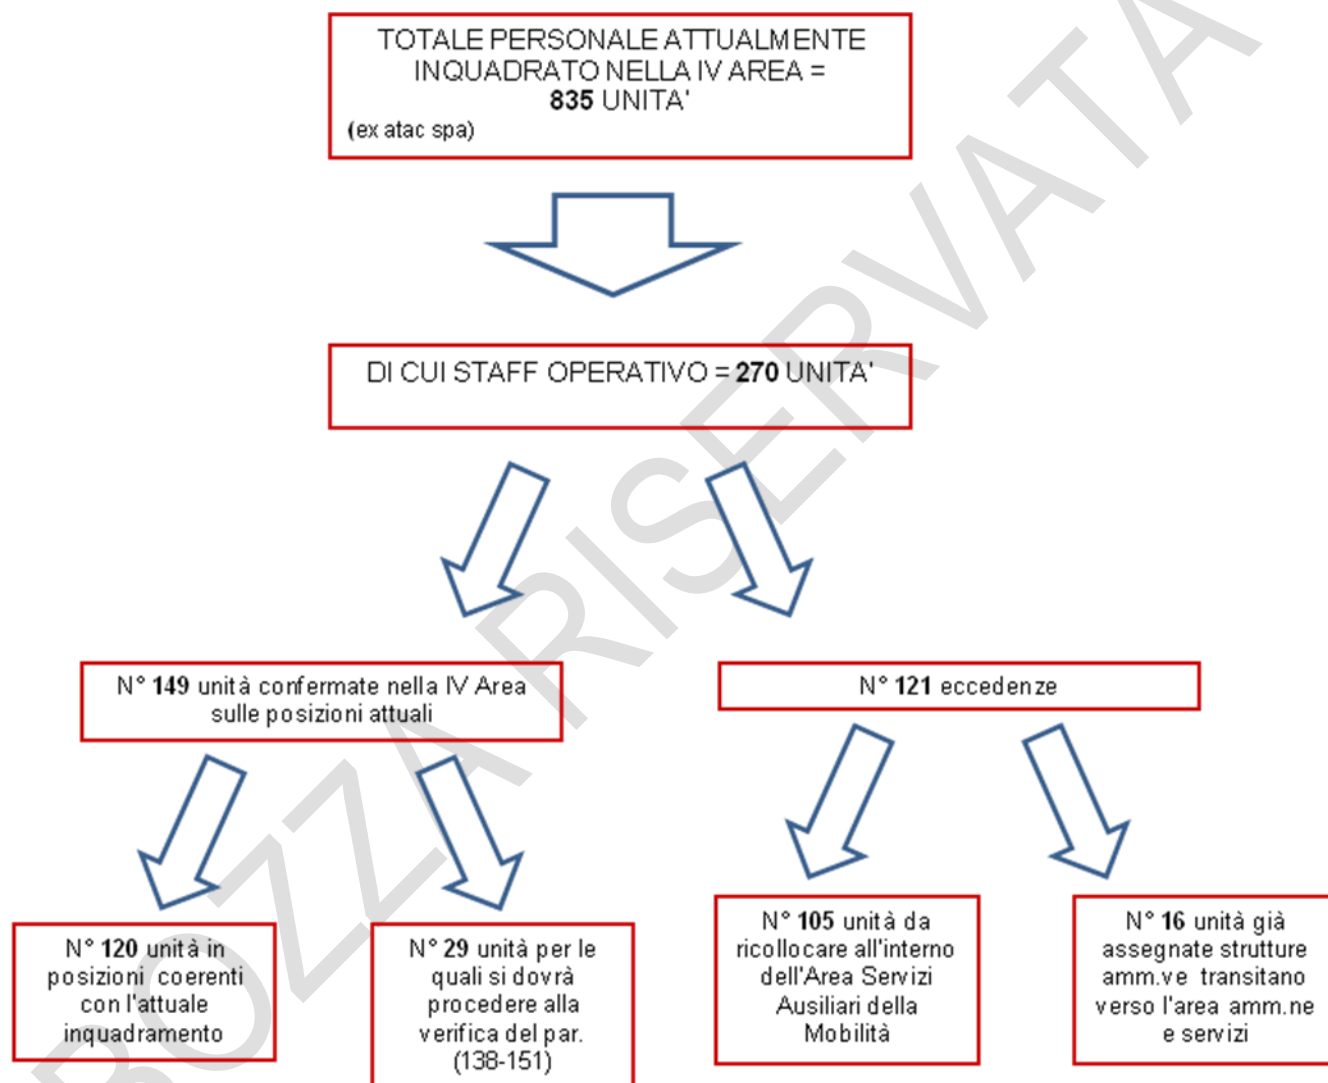 TOTALE PERSONALE ATTUALMENTE
INQUADRATO NELLA IV AREA =
835 UNITA'
(ex atac spa)
DI CUI STAFF OPERATIVO = 270 UNITA'
N° 149 unità confermate nella IV Area
sulle posizioni attuali
N° 121 eccedenze
N° 120 unità in
posizioni coerenti
con l'attuale
inquadramento
N° 29 unità per le
quali si dovrà
procedere alla
verifica del par.
(138-151)
N° 105 unità da
ricollocare all'interno
dell'Area Servizi
Ausiliari della
Mobilità
N° 16 unità già
assegnate strutture
amm.ve transitano
verso l'area amm.ne
e servizi
BOZZA RISERVATA